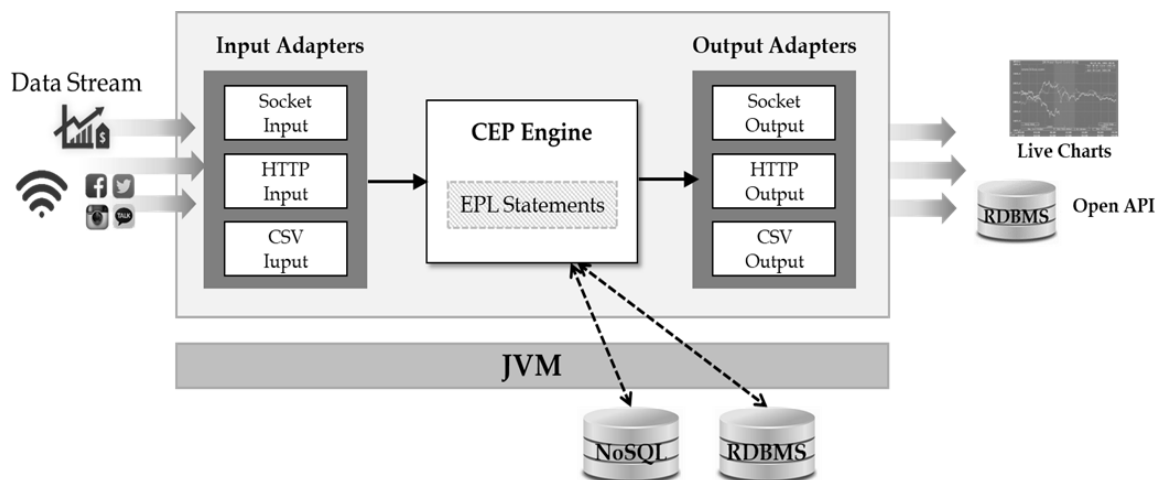 Input Adapters
Output Adapters
Data Stream
Socket
Input
HTTP
Input
CSV
Iuput
CEP Engine
EPL Statements
Socket
Output
HTTP
Output
CSV
Output
Live Charts
RDBMS
Open API
JVM
NoSQL
RDBMS
TALK
$